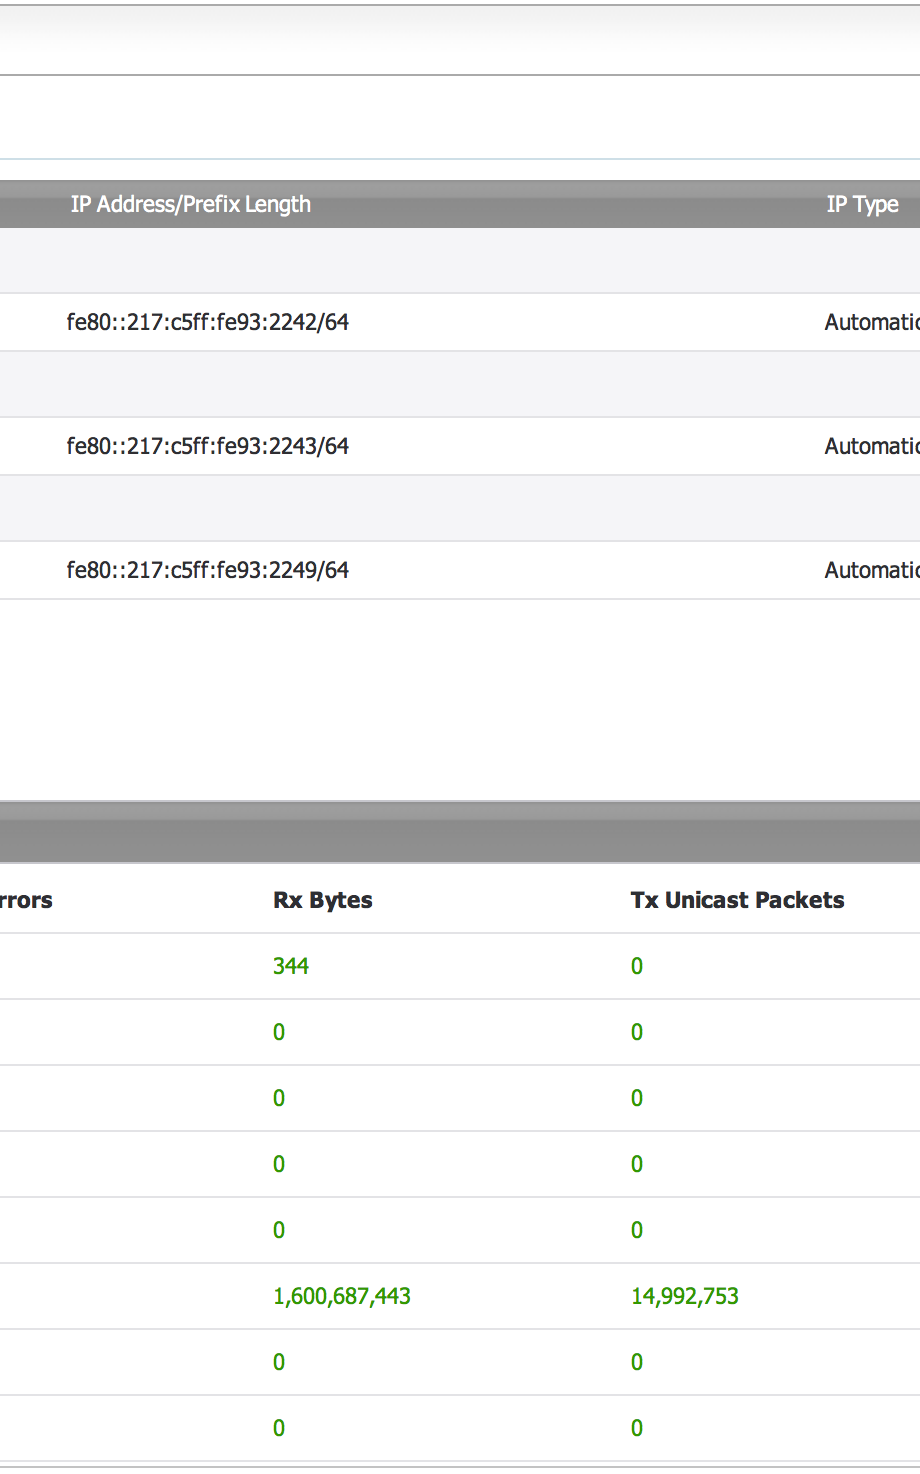 IP Address/Prefix Length IP Type
fe80::217:c5ff:fe93:2242/64 Automatic
fe80::217:c5ff:fe93:2243/64 Automatic
fe80::217:c5ff:fe93:2249/64 Automatic
rrors Rx Bytes Tx Unicast Packets
344 0
0 0
0 0
0 0
0 0
1,600,687,443 14,992,753
0 0
0 0